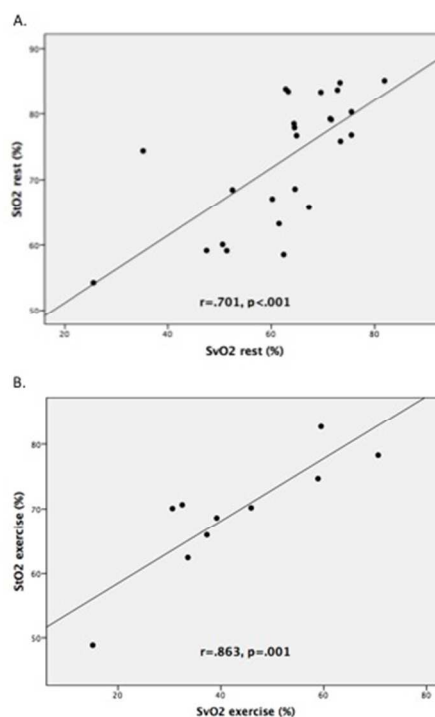 A.
90
80
70
60
50
StO2 rest (%)
r=.701, p<.001
20
40
60
80
SvO2 rest (%)
B.
80
70
60
50
StO2 exercise (%)
r=.863, p=.001
20
40
60
80
SvO2 exercise (%)